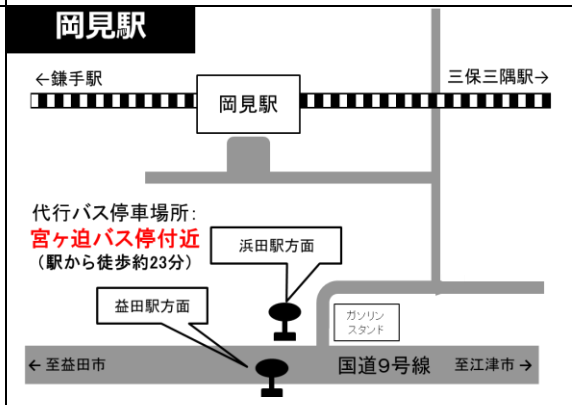 岡見駅
←鎌手駅
三保三隅駅→
岡見駅
代行バス停車場所:
宮ヶ迫バス停付近
(駅から徒歩約23分)
浜田駅方面
益田駅方面
ガソリン
スタンド
←至益田市
国道9号線
至江津市→